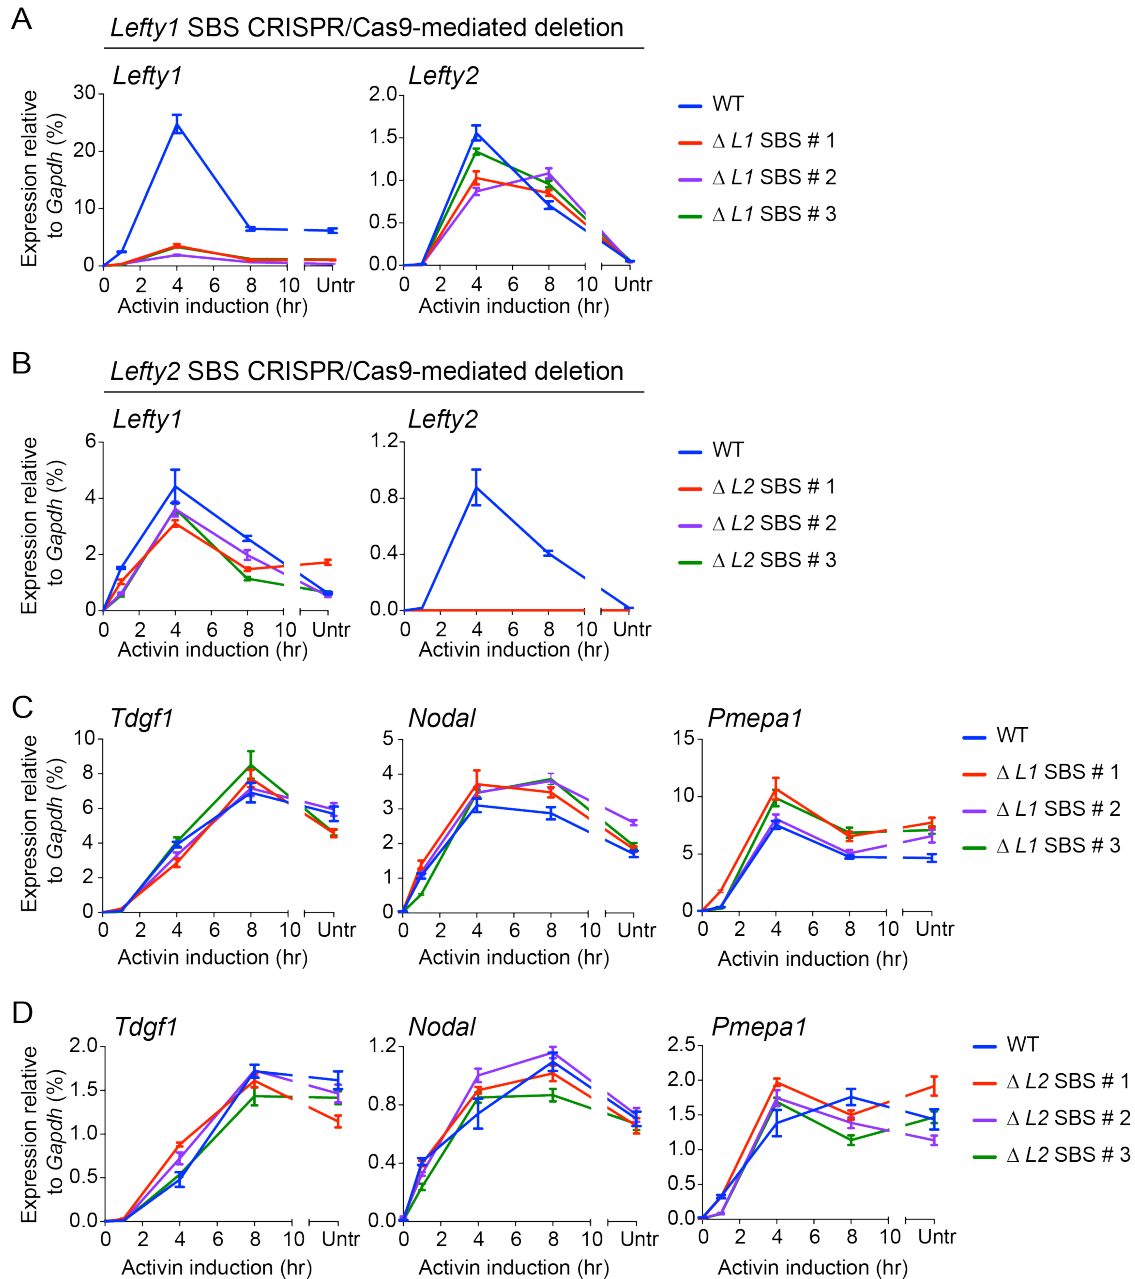 A
Lefty1 SBS CRISPR/Cas9-mediated deletion
Lefty1
Lefty2
Expression relative
to Gapdh (%)
30
20
10
0
0 2 4 6 8 10 Untr
Activin induction (hr)
2.0
1.5
1.0
0.5
0.0
0 2 4 6 8 10 Untr
Activin induction (hr)
WT
Δ L1 SBS # 1
Δ L1 SBS # 2
Δ L1 SBS # 3
B
Lefty2 SBS CRISPR/Cas9-mediated deletion
Lefty1
Lefty2
Expression relative
to Gapdh (%)
6
4
2
0
0 2 4 6 8 10 Untr
Activin induction (hr)
1.2
0.8
0.4
0.0
0 2 4 6 8 10 Untr
Activin induction (hr)
WT
Δ L2 SBS # 1
Δ L2 SBS # 2
Δ L2 SBS # 3
C
Tdgf1
Nodal
Pmepa1
Expression relative
to Gapdh (%)
10
8
6
4
2
0
0 2 4 6 8 10 Untr
Activin induction (hr)
5
4
3
2
1
0
0 2 4 6 8 10 Untr
Activin induction (hr)
15
10
5
0
0 2 4 6 8 10 Untr
Activin induction (hr)
WT
Δ L1 SBS # 1
Δ L1 SBS # 2
Δ L1 SBS # 3
D
Tdgf1
Nodal
Pmepa1
Expression relative
to Gapdh (%)
2.0
1.5
1.0
0.5
0.0
0 2 4 6 8 10 Untr
Activin induction (hr)
1.2
0.8
0.4
0.0
0 2 4 6 8 10 Untr
Activin induction (hr)
2.5
2.0
1.5
1.0
0.5
0.0
0 2 4 6 8 10 Untr
Activin induction (hr)
WT
Δ L2 SBS # 1
Δ L2 SBS # 2
Δ L2 SBS # 3